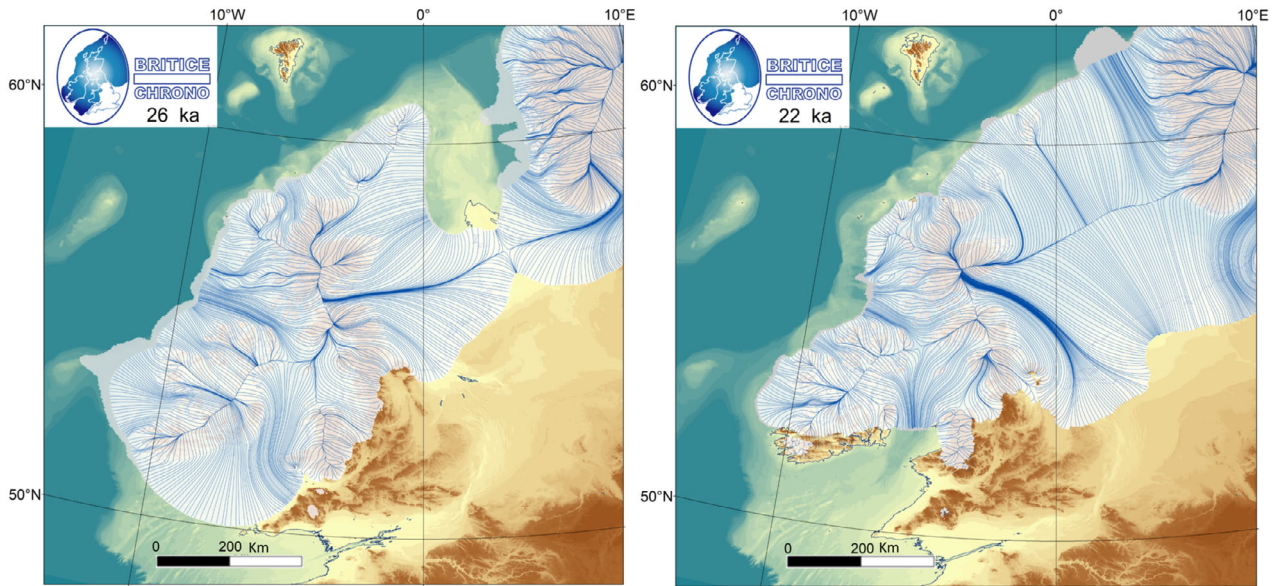 10°W 0° 10°E
BRITICE
CHRONO
26 ka
60°N
50°N
0 200 Km
10°W 0° 10°E
BRITICE
CHRONO
22 ka
60°N
50°N
0 200 Km